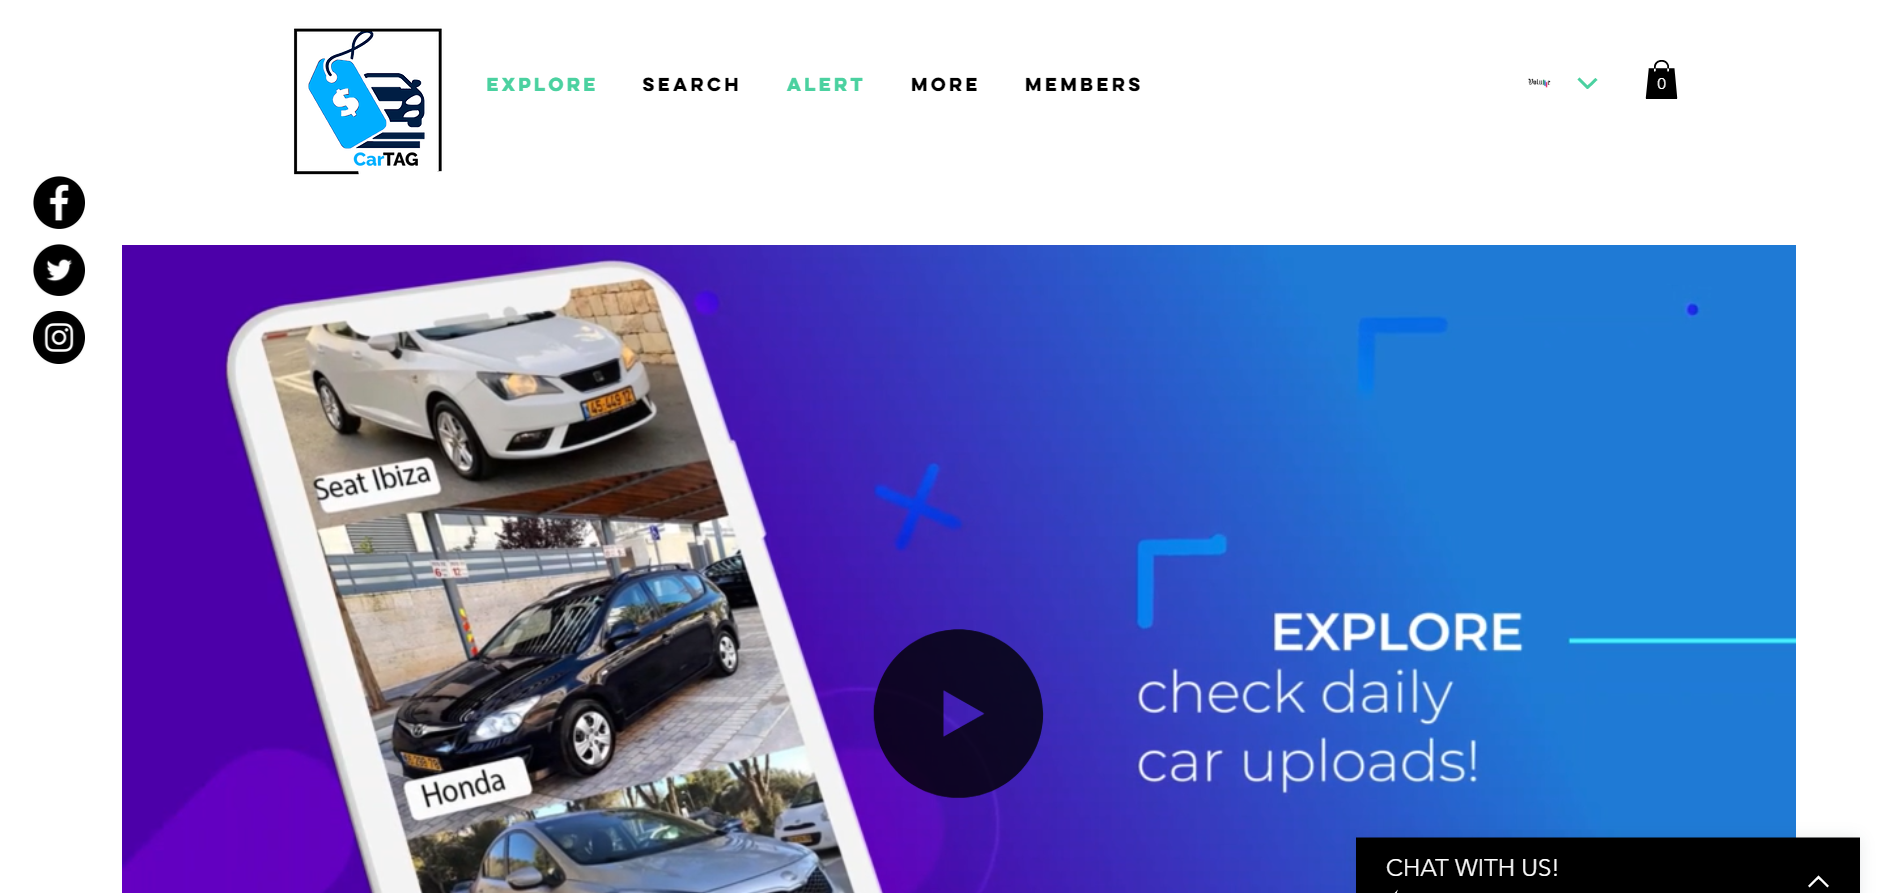 CarTAG
EXPLORE
SEARCH
ALERT
MORE
MEMBERS
0
Seat Ibiza
Honda
EXPLORE
check daily
car uploads!
CHAT WITH US!